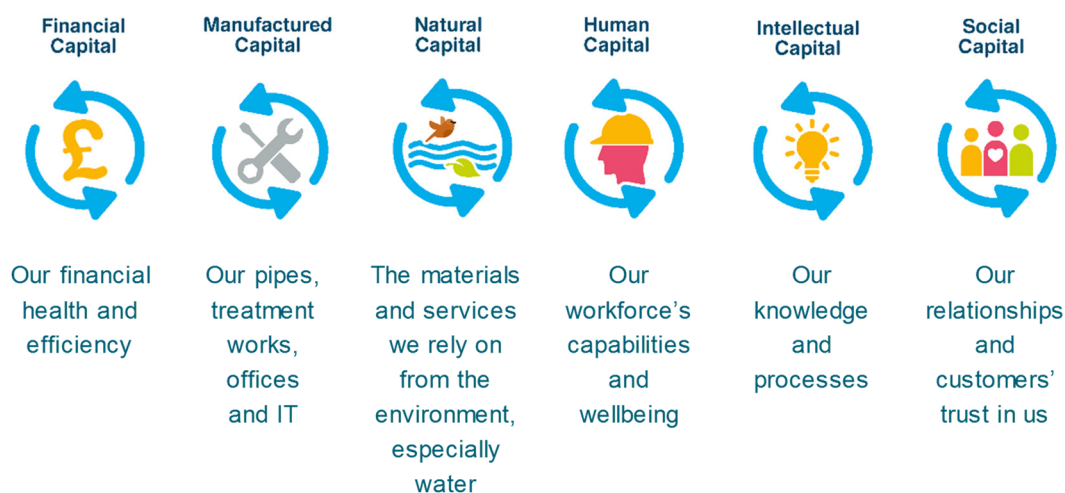 Financial
Capital
Manufactured
Capital
Natural
Capital
Human
Capital
Intellectual
Capital
Social
Capital
£
Our financial
health and
efficiency
Our pipes,
treatment
works,
offices
and IT
The materials
and services
we rely on
from the
environment,
especially
water
Our
workforce’s
capabilities
and
wellbeing
Our
knowledge
and
processes
Our
relationships
and
customers’
trust in us